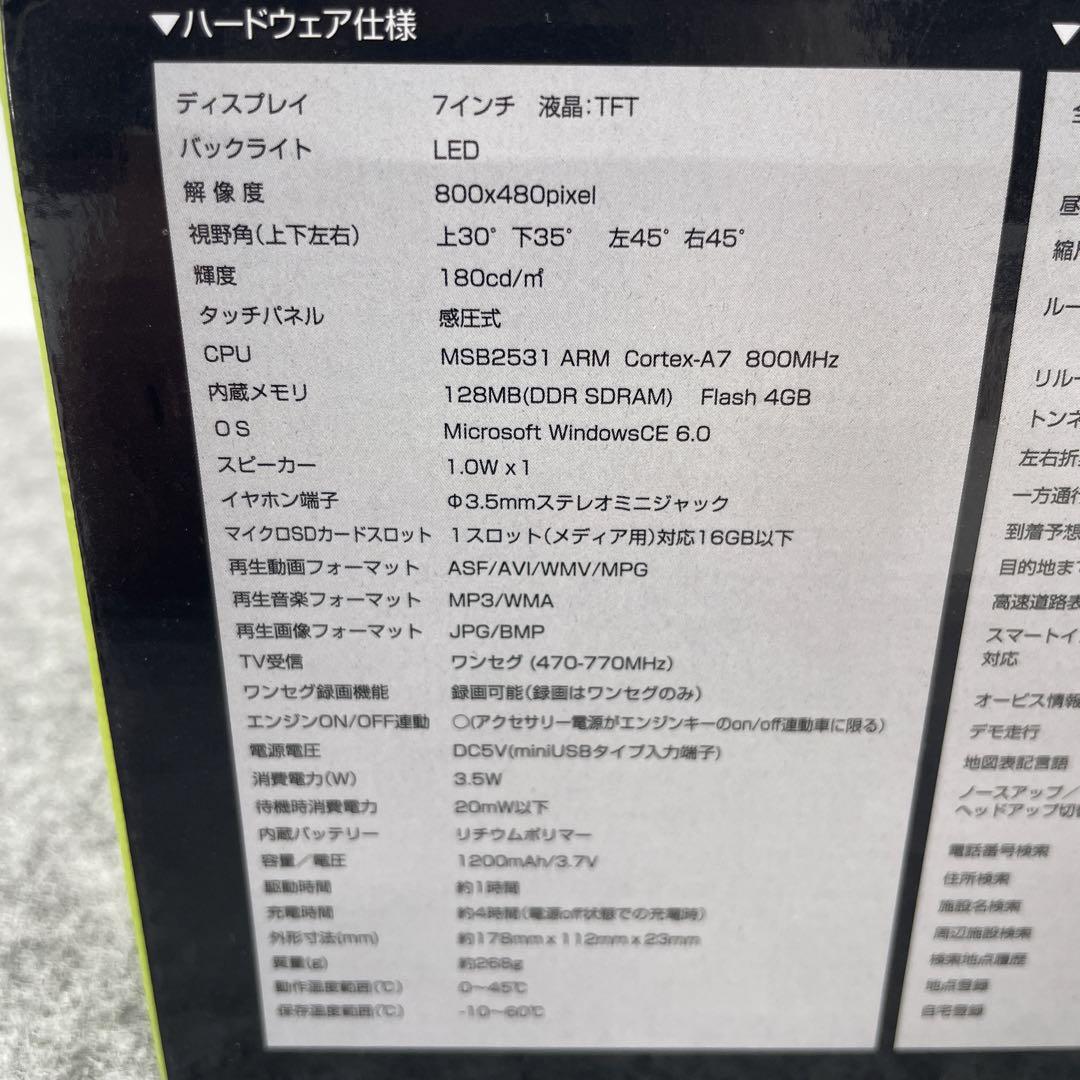 ▼ハードウェア仕様
ディスプレイ 7インチ 液晶:TFT
バックライト LED
解像度 800x480pixel
視野角(上下左右) 上30° 下35° 左45° 右45°
輝度 180cd/㎡
タッチパネル 感圧式
CPU MSB2531 ARM Cortex-A7 800MHz
内蔵メモリ 128MB(DDR SDRAM) Flash 4GB
OS Microsoft WindowsCE 6.0
スピーカー 1.0W x1
イヤホン端子 Φ3.5mmステレオミニジャック
マイクロSDカードスロット 1スロット(メディア用)対応16GB以下
再生動画フォーマット ASF/AVI/WMV/MPG
再生音楽フォーマット MP3/WMA
再生画像フォーマット JPG/BMP
TV受信 ワンセグ (470-770MHz)
ワンセグ録画機能 録画可能(録画はワンセグのみ)
エンジンON/OFF連動 ○(アクセサリー電源がエンジンキーのon/off連動車に限る)
電源電圧 DC5V(miniUSBタイプ入力端子)
消費電力(W) 3.5W
待機時消費電力 20mW以下
内蔵バッテリー リチウムポリマー
容量/電圧 1200mAh/3.7V
駆動時間 約1時間
充電時間 約4時間(電源off状態での充電時)
外形寸法(mm) 約178mm x 112mm x 23mm
質量(g) 約268g
動作温度範囲(℃) 0~45℃
保存温度範囲(℃) -10~60℃
▼
全
昼
縮尺
ルー
リルー
トンネ
左右折
一方通行
到着予想
目的地まで
高速道路表
スマートイ
対応
オービス情報
デモ走行
地図表記言語
ノースアップ/
ヘッドアップ切替
電話番号検索
住所検索
施設名検索
周辺施設検索
検索地点履歴
地点登録
自宅登録